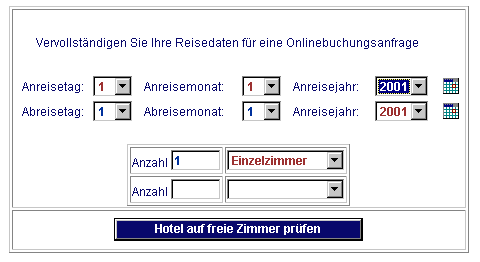 Vervollständigen Sie Ihre Reisedaten für eine Onlinebuchungsanfrage
Anreisetag: 1 Anreisemonat: 1 Anreisejahr: 2001
Abreisetag: 1 Abreisemonat: 1 Anreisejahr: 2001
Anzahl 1 Einzelzimmer
Anzahl
Hotel auf freie Zimmer prüfen